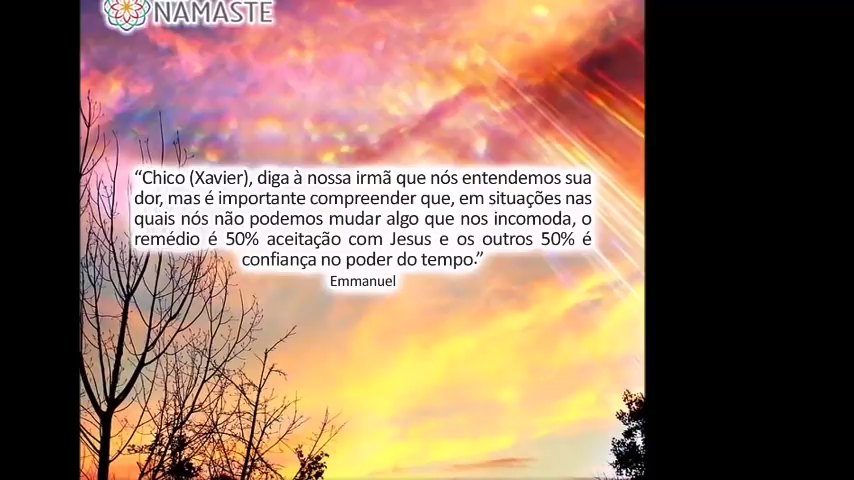 NAMASTE
“Chico (Xavier), diga à nossa irmã que nós entendemos sua
dor, mas é importante compreender que, em situações nas
quais nós não podemos mudar algo que nos incomoda, o
remédio é 50% aceitação com Jesus e os outros 50% é
confiança no poder do tempo.”
Emmanuel